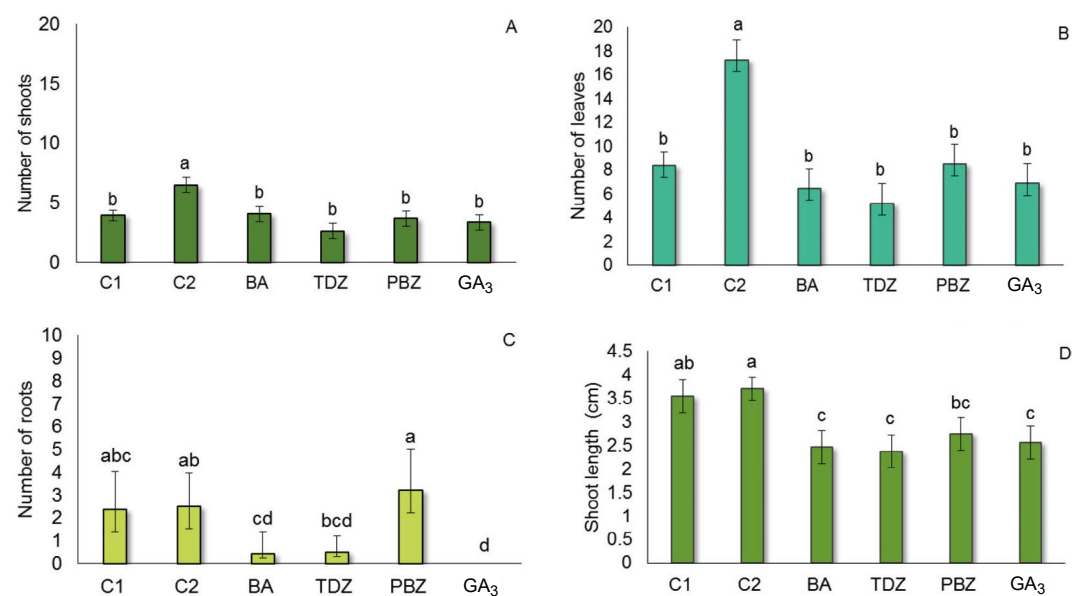 A
Number of shoots
20
15
10
5
0
b
a
b
b
b
b
C1 C2 BA TDZ PBZ GA3
B
Number of leaves
20
18
16
14
12
10
8
6
4
2
0
b
a
b
b
b
b
C1 C2 BA TDZ PBZ GA3
C
Number of roots
10
9
8
7
6
5
4
3
2
1
0
abc
ab
cd
bcd
a
d
C1 C2 BA TDZ PBZ GA3
D
Shoot length (cm)
4.5
4
3.5
3
2.5
2
1.5
1
0.5
0
ab
a
c
c
bc
c
C1 C2 BA TDZ PBZ GA3